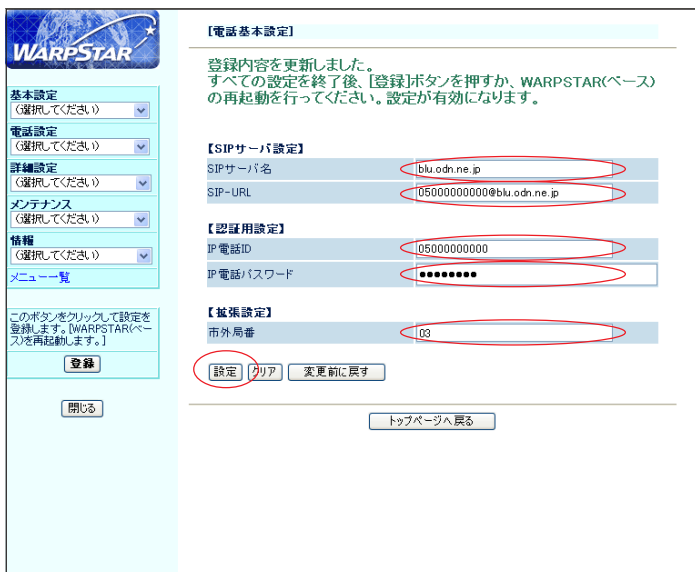 WARPSTAR
基本設定
(選択してください)
電話設定
(選択してください)
詳細設定
(選択してください)
メンテナンス
(選択してください)
情報
(選択してください)
メニュー一覧
このボタンをクリックして設定を
登録します。[WARPSTAR(ベー
ス)を再起動します。]
登録
閉じる
[電話基本設定]
登録内容を更新しました。
すべての設定を終了後、[登録]ボタンを押すか、WARPSTAR(ベース)
の再起動を行ってください。設定が有効になります。
【SIPサーバ設定】
SIPサーバ名 blu.odn.ne.jp
SIP-URL 05000000000@blu.odn.ne.jp
【認証用設定】
IP電話ID 05000000000
IP電話パスワード ●●●●●●●●
【拡張設定】
市外局番 03
設定 クリア 変更前に戻す
トップページへ戻る